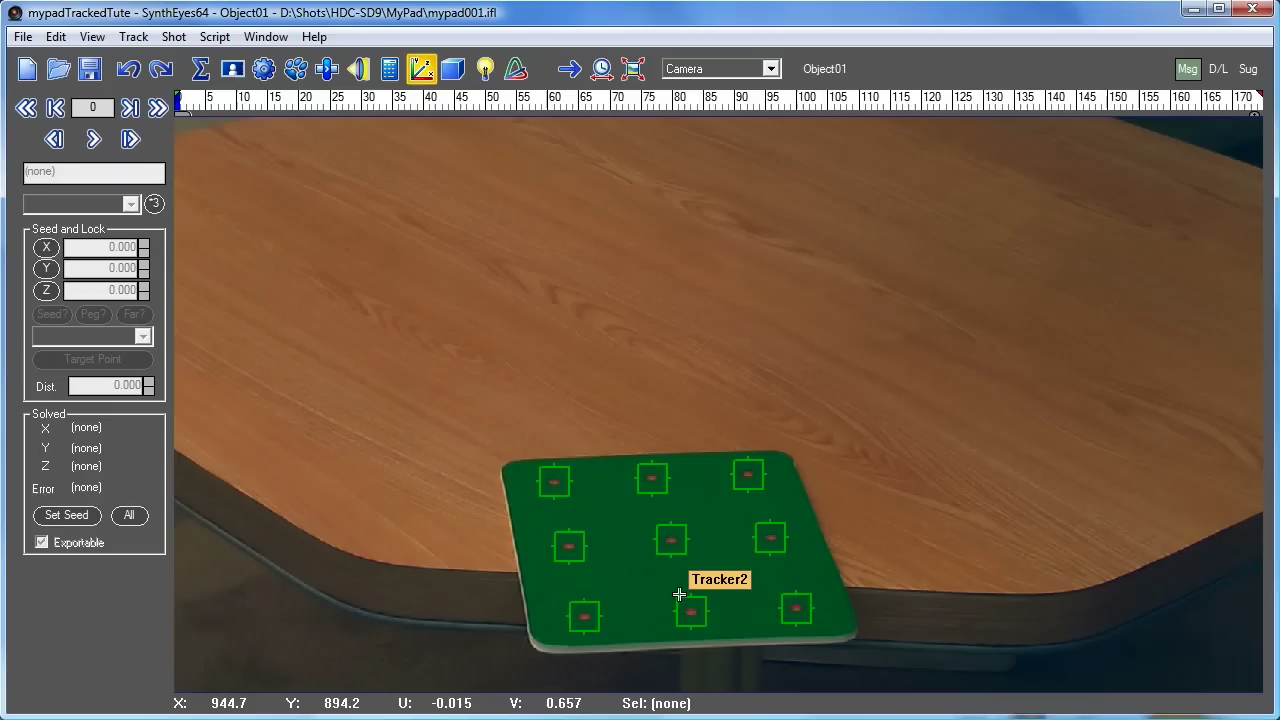 mypadTrackedTute - SynthEyes64 - Object01 - D:\Shots\HDC-SD9\MyPad\mypad001.ifl
File Edit View Track Shot Script Window Help
Camera Object01 Msg D/L Sug
0 5 10 15 20 25 30 35 40 45 50 55 60 65 70 75 80 85 90 95 100 105 110 115 120 125 130 135 140 145 150 155 160 165 170
(none)
*3
Seed and Lock
X 0.000
Y 0.000
Z 0.000
Seed? Peg? Far?
Target Point
Dist. 0.000
Solved
X (none)
Y (none)
Z (none)
Error (none)
Set Seed All
Exportable
Tracker2
X: 944.7 Y: 894.2 U: -0.015 V: 0.657 Sel: (none)